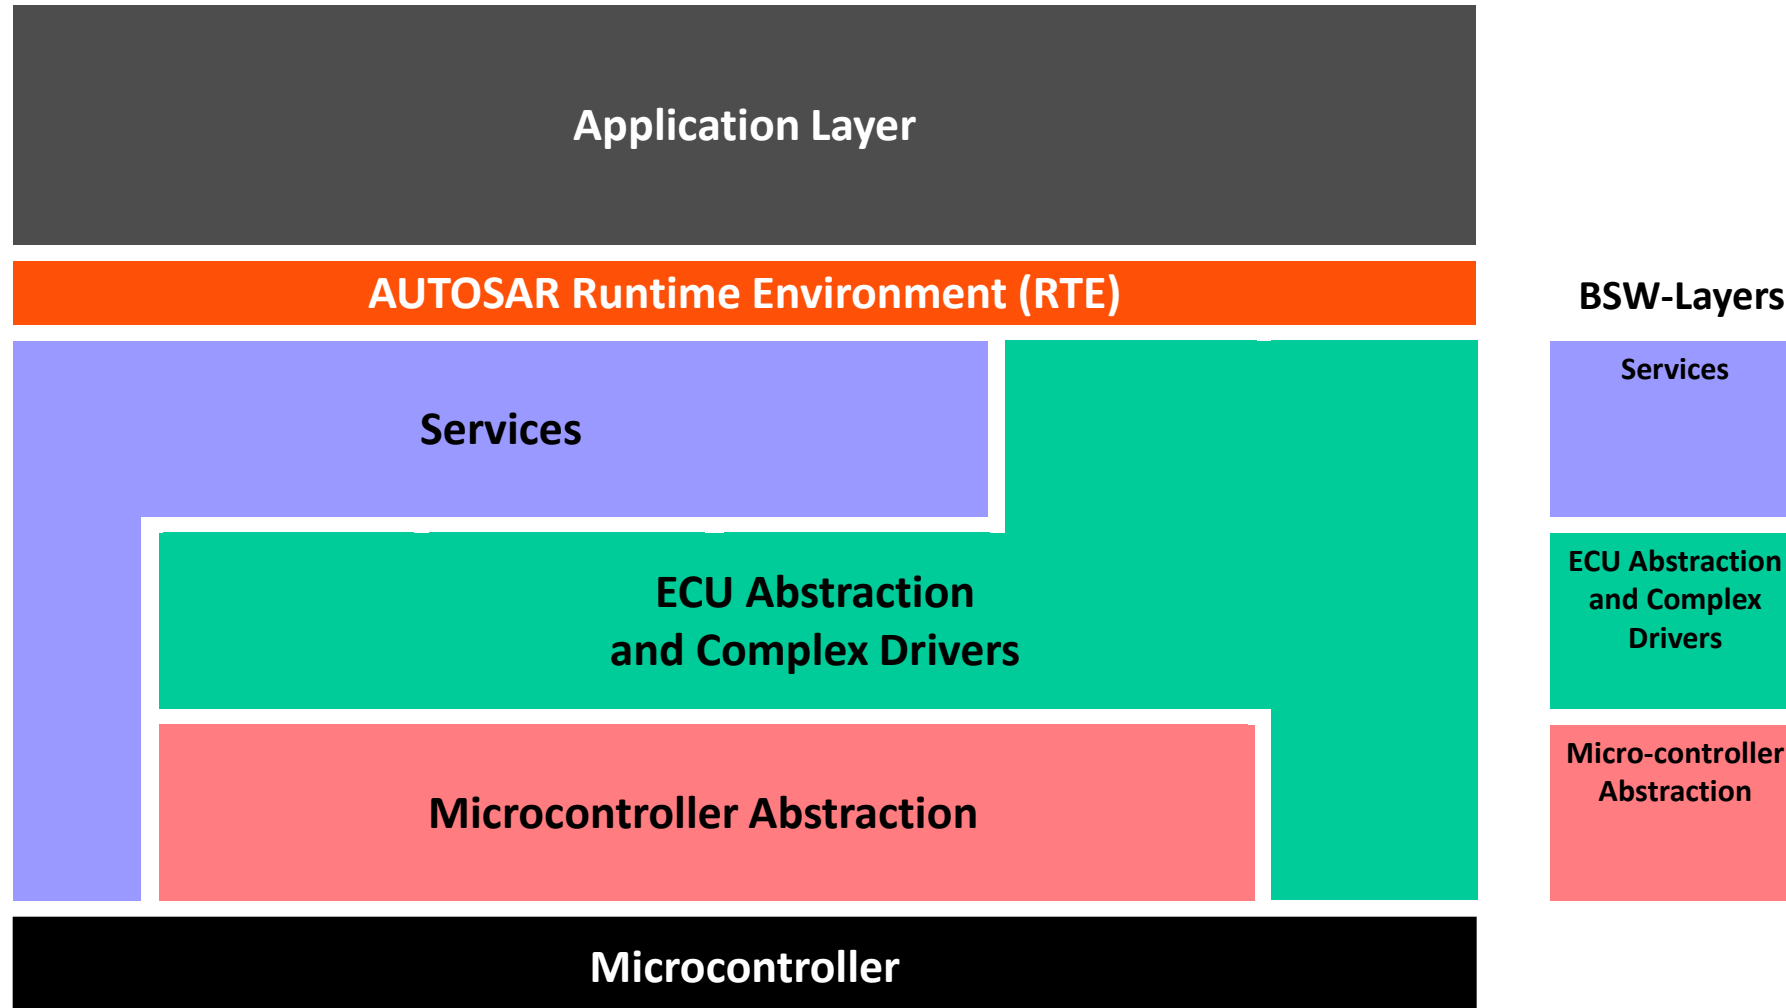 Application Layer
AUTOSAR Runtime Environment (RTE)
BSW-Layers
Services
Services
ECU Abstraction
and Complex Drivers
ECU Abstraction
and Complex
Drivers
Microcontroller Abstraction
Micro-controller
Abstraction
Microcontroller